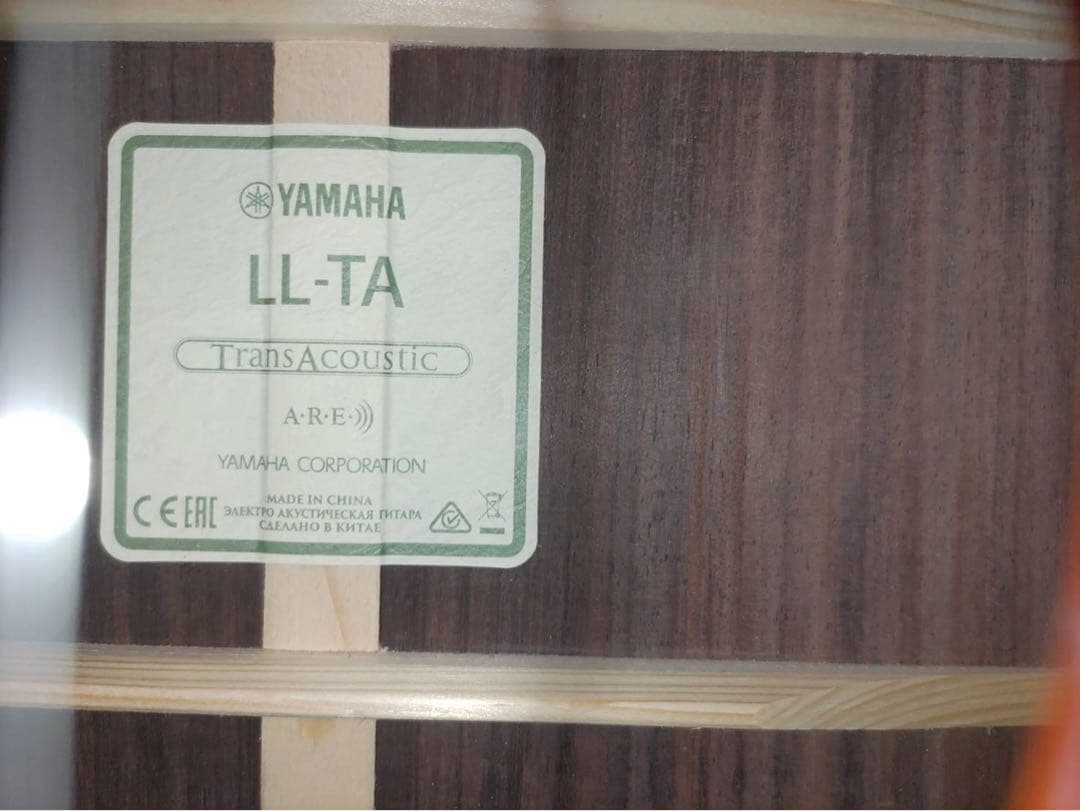 YAMAHA
LL-TA
TransAcoustic
A·R·E·
YAMAHA CORPORATION
MADE IN CHINA
CE EAC ЭЛЕКТРО АКУСТИЧЕСКАЯ ГИТАРА
СДЕЛАНО В КИТАЕ